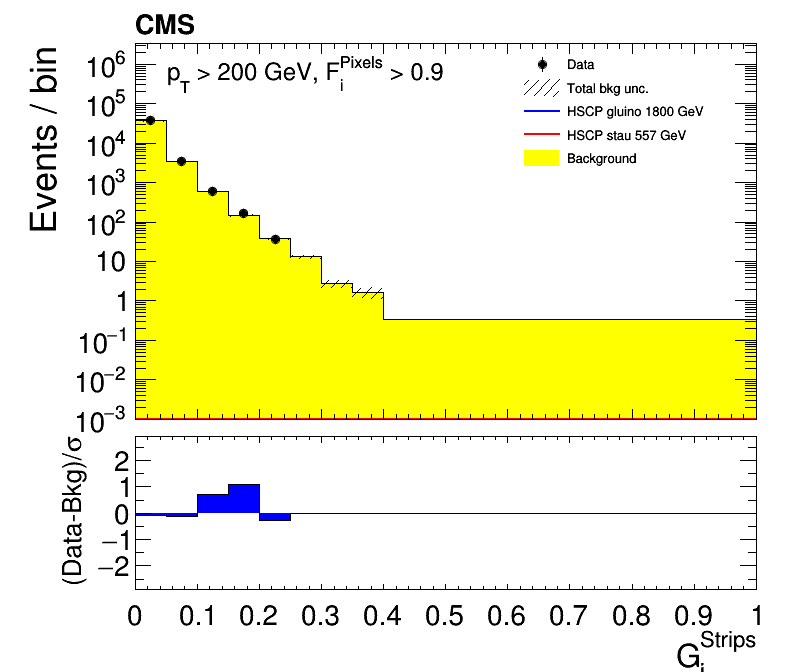 CMS
Events / bin
p_T > 200 GeV, F_i^Pixels > 0.9
Data
Total bkg unc.
HSCP gluino 1800 GeV
HSCP stau 557 GeV
Background
10^6
10^5
10^4
10^3
10^2
10
1
10^−1
10^−2
10^−3
(Data-Bkg)/σ
2
1
0
−1
−2
0 0.1 0.2 0.3 0.4 0.5 0.6 0.7 0.8 0.9 1
G_i^Strips